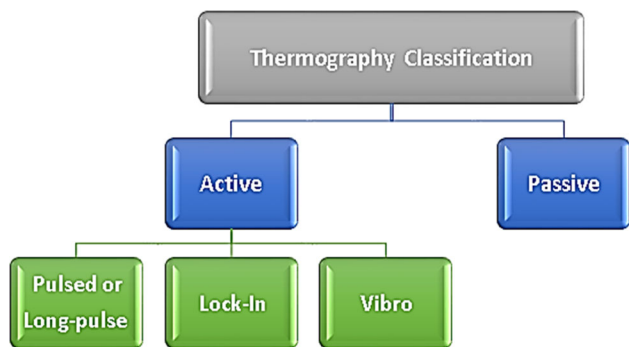 Thermography Classification
Active
Passive
Pulsed or
Long-pulse
Lock-In
Vibro